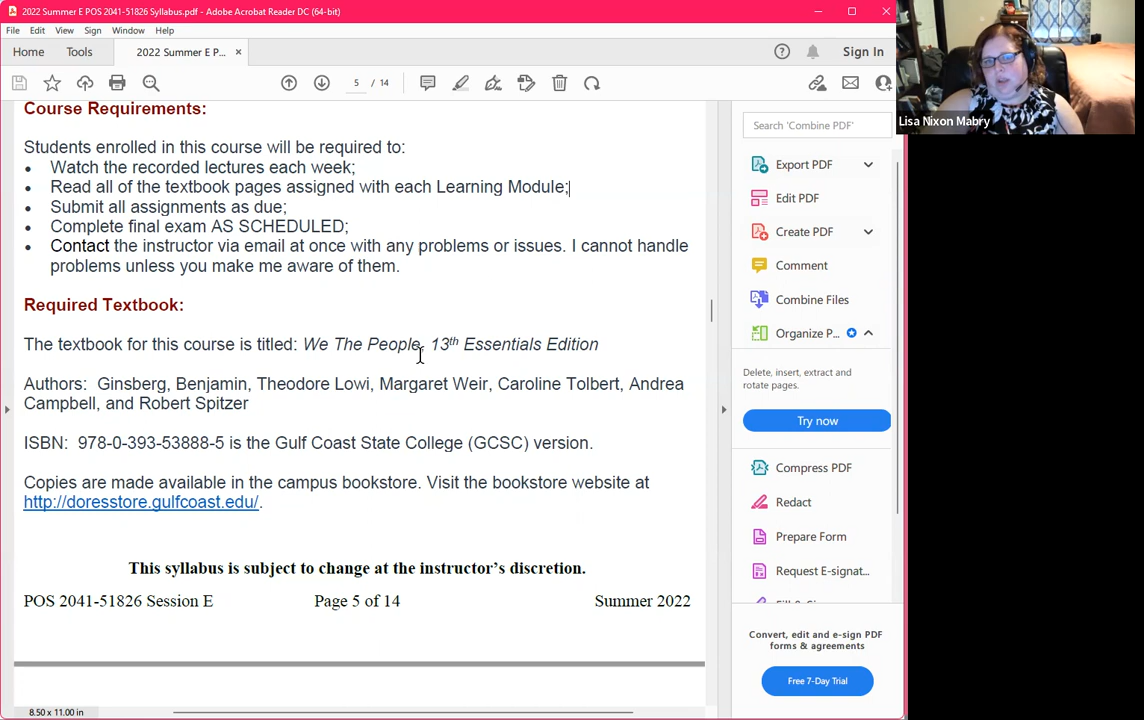 2022 Summer E POS 2041-51826 Syllabus.pdf - Adobe Acrobat Reader DC (64-bit)
File Edit View Sign Window Help
Home Tools 2022 Summer E P... × Sign In
5 / 14
Lisa Nixon Mabry
Course Requirements:
Students enrolled in this course will be required to:
• Watch the recorded lectures each week;
• Read all of the textbook pages assigned with each Learning Module;
• Submit all assignments as due;
• Complete final exam AS SCHEDULED;
• Contact the instructor via email at once with any problems or issues. I cannot handle
problems unless you make me aware of them.
Required Textbook:
The textbook for this course is titled: We The People, 13th Essentials Edition
Authors: Ginsberg, Benjamin, Theodore Lowi, Margaret Weir, Caroline Tolbert, Andrea
Campbell, and Robert Spitzer
ISBN: 978-0-393-53888-5 is the Gulf Coast State College (GCSC) version.
Copies are made available in the campus bookstore. Visit the bookstore website at
http://doresstore.gulfcoast.edu/.
This syllabus is subject to change at the instructor's discretion.
POS 2041-51826 Session E Page 5 of 14 Summer 2022
8.50 x 11.00 in
Search 'Combine PDF'
Export PDF
Edit PDF
Create PDF
Comment
Combine Files
Organize P...
Delete, insert, extract and
rotate pages.
Try now
Compress PDF
Redact
Prepare Form
Request E-signat...
Convert, edit and e-sign PDF
forms & agreements
Free 7-Day Trial